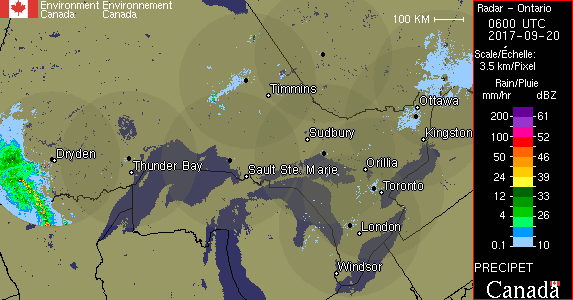 Environment Environnement
Canada Canada
100 KM
Timmins
Ottawa
Sudbury
Kingston
Dryden
Thunder Bay
Sault Ste. Marie
Orillia
Toronto
London
Windsor
Radar - Ontario
0600 UTC
2017-09-20
Scale/Échelle:
3.5 km/Pixel
Rain/Pluie
mm/hr dBZ
200 61
100 52
50 46
24 39
12 33
4 26
0.1 10
PRECIPET
Canada